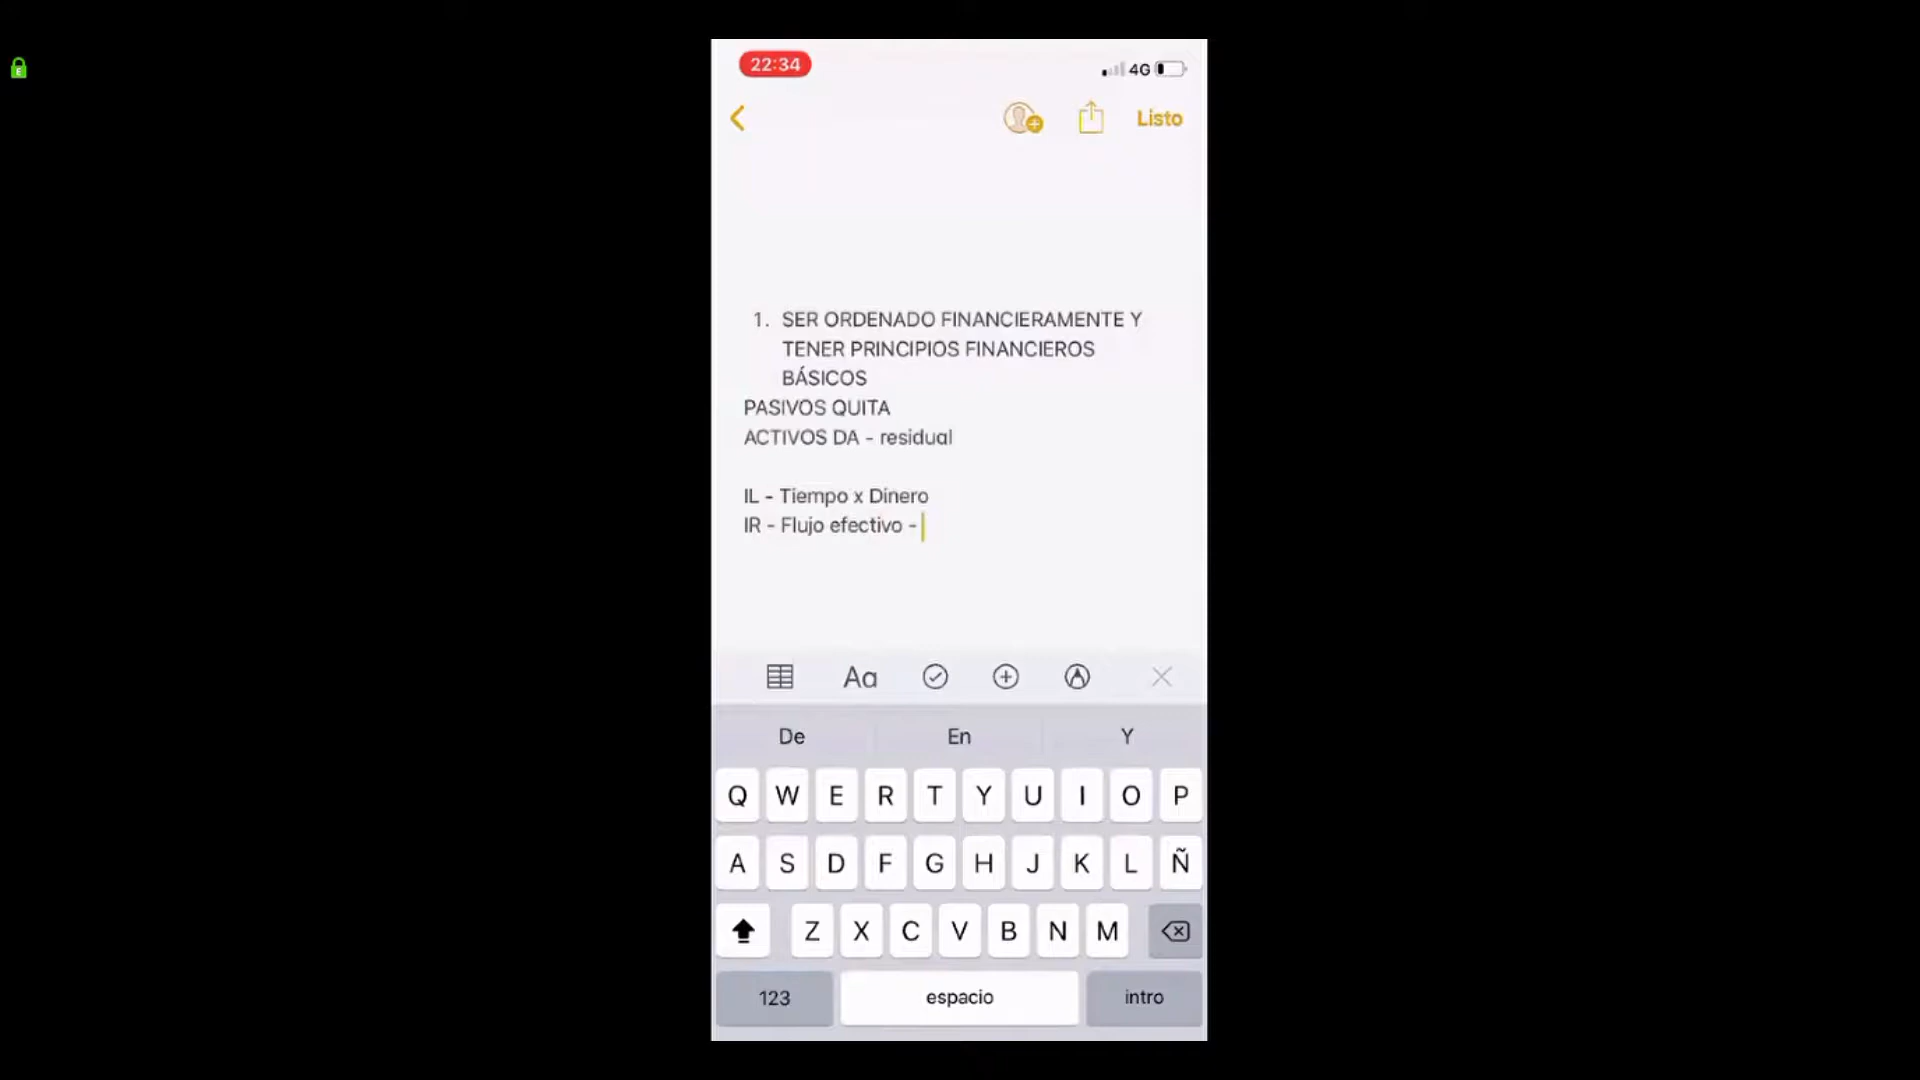 22:34
4G
Listo
1. SER ORDENADO FINANCIERAMENTE Y
TENER PRINCIPIOS FINANCIEROS
BÁSICOS
PASIVOS QUITA
ACTIVOS DA - residual
IL - Tiempo x Dinero
IR - Flujo efectivo -
Aa
De En Y
Q W E R T Y U I O P
A S D F G H J K L Ñ
Z X C V B N M
123 espacio intro